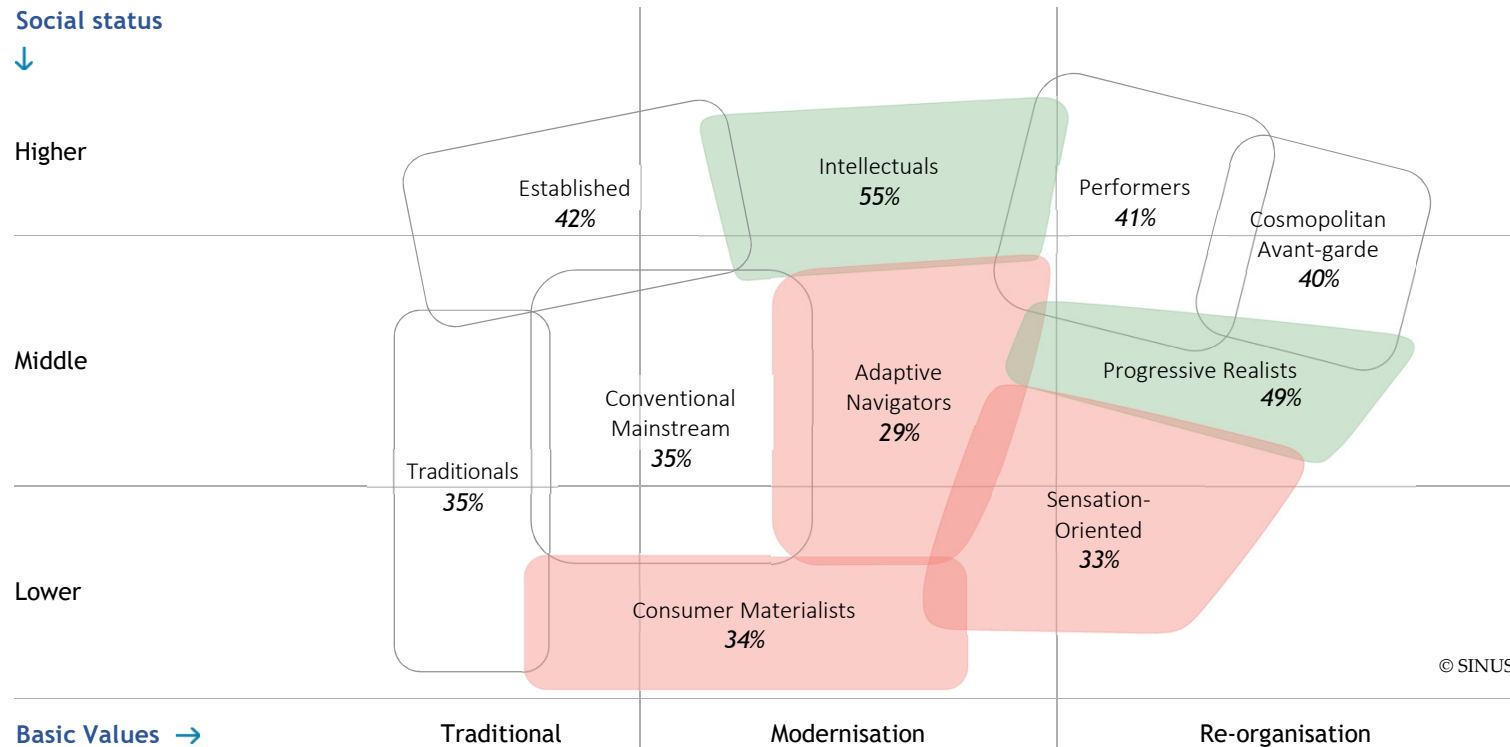 Social status
↓
Higher
Established
42%
Intellectuals
55%
Performers
41%
Cosmopolitan
Avant-garde
40%
Middle
Traditionals
35%
Conventional
Mainstream
35%
Adaptive
Navigators
29%
Progressive Realists
49%
Sensation-
Oriented
33%
Lower
Consumer Materialists
34%
© SINUS
Basic Values →
Traditional
Modernisation
Re-organisation